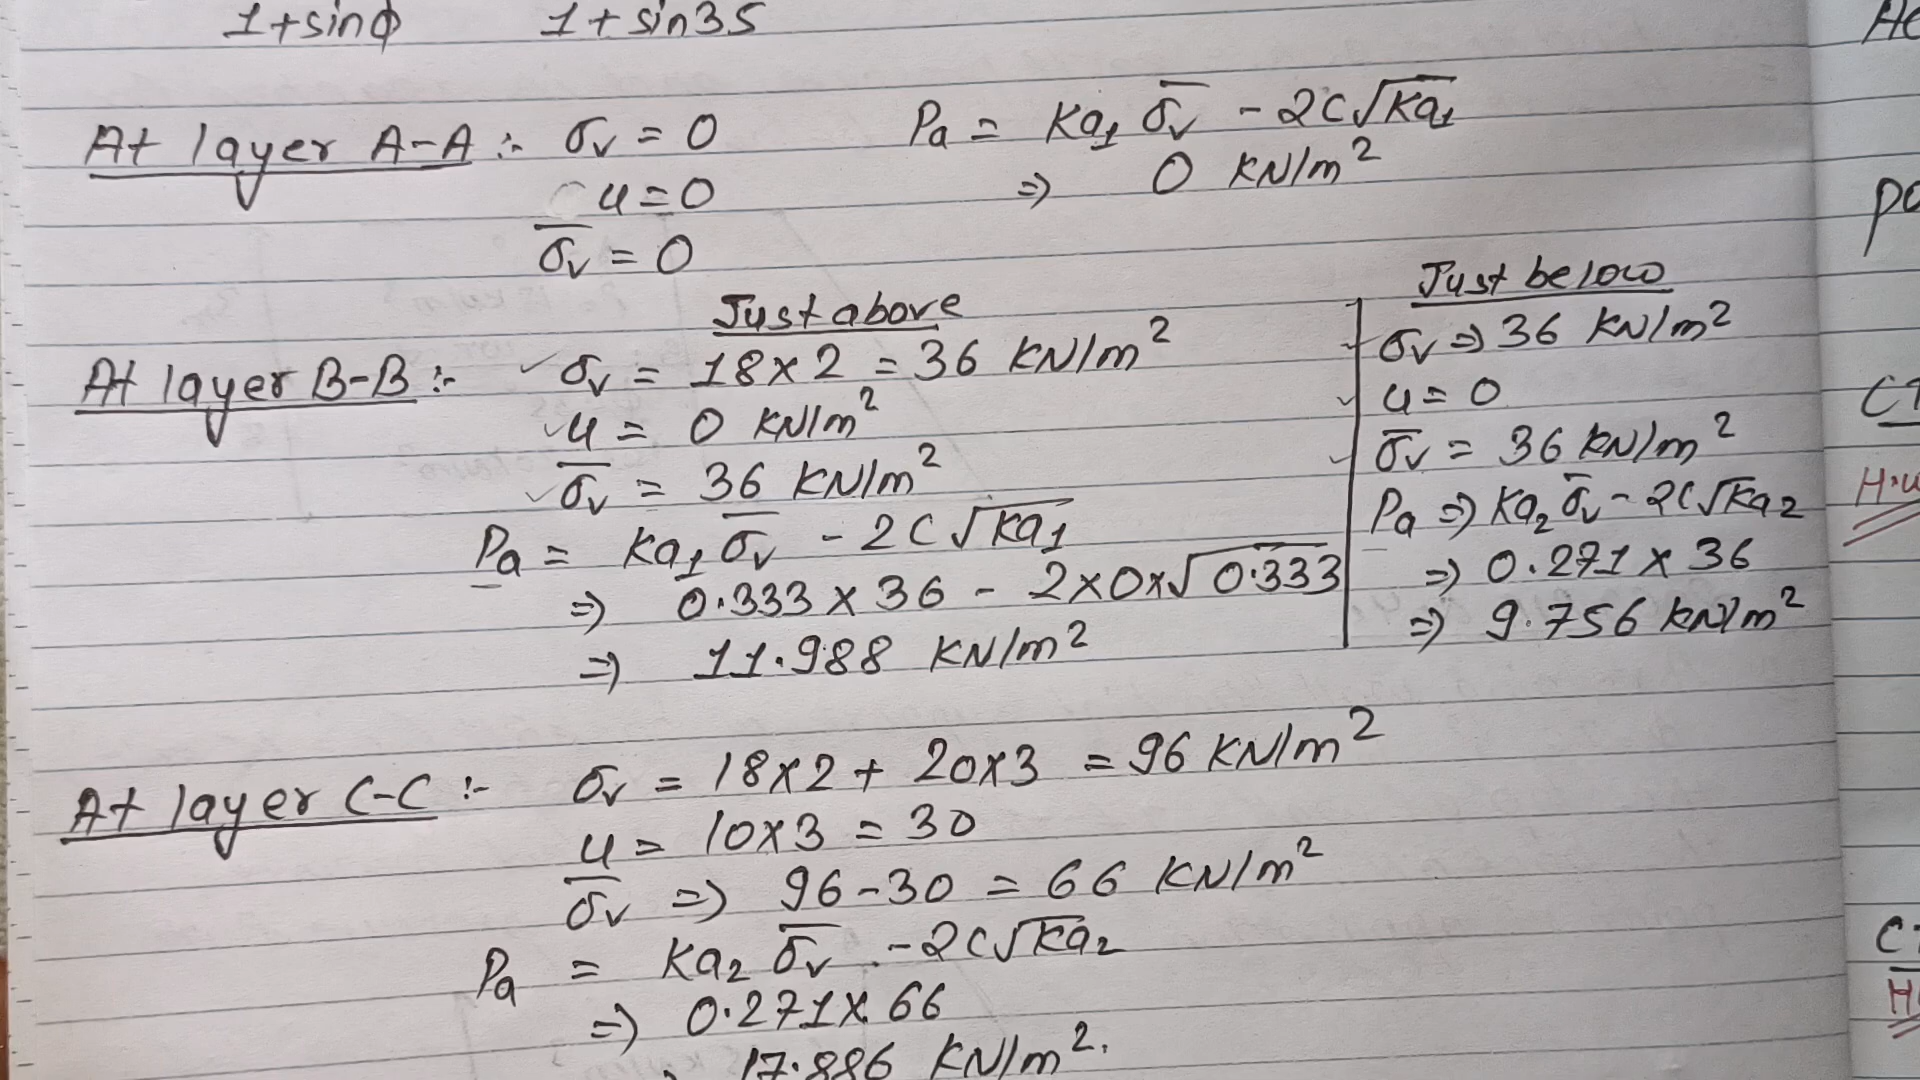 1+sinϕ 1+sin35
At layer A-A :- σv = 0 Pa = Ka1 σ̅v - 2C√Ka1
u=0 => 0 KN/m²
σ̅v = 0
Just above
At layer B-B :- σv = 18×2 = 36 KN/m²
u = 0 KN/m²
σ̅v = 36 KN/m²
Pa = Ka1 σ̅v - 2C√Ka1
=> 0.333 × 36 - 2×0×√0.333
=> 11.988 KN/m²
Just below
σv => 36 KN/m²
u = 0
σ̅v = 36 KN/m²
Pa => Ka2 σ̅v - 2C√Ka2
=> 0.271 × 36
=> 9.756 KN/m²
At layer C-C :- σv = 18×2 + 20×3 = 96 KN/m²
u = 10×3 = 30
σ̅v => 96-30 = 66 KN/m²
Pa = Ka2 σ̅v - 2C√Ka2
=> 0.271 × 66
17.886 KN/m².